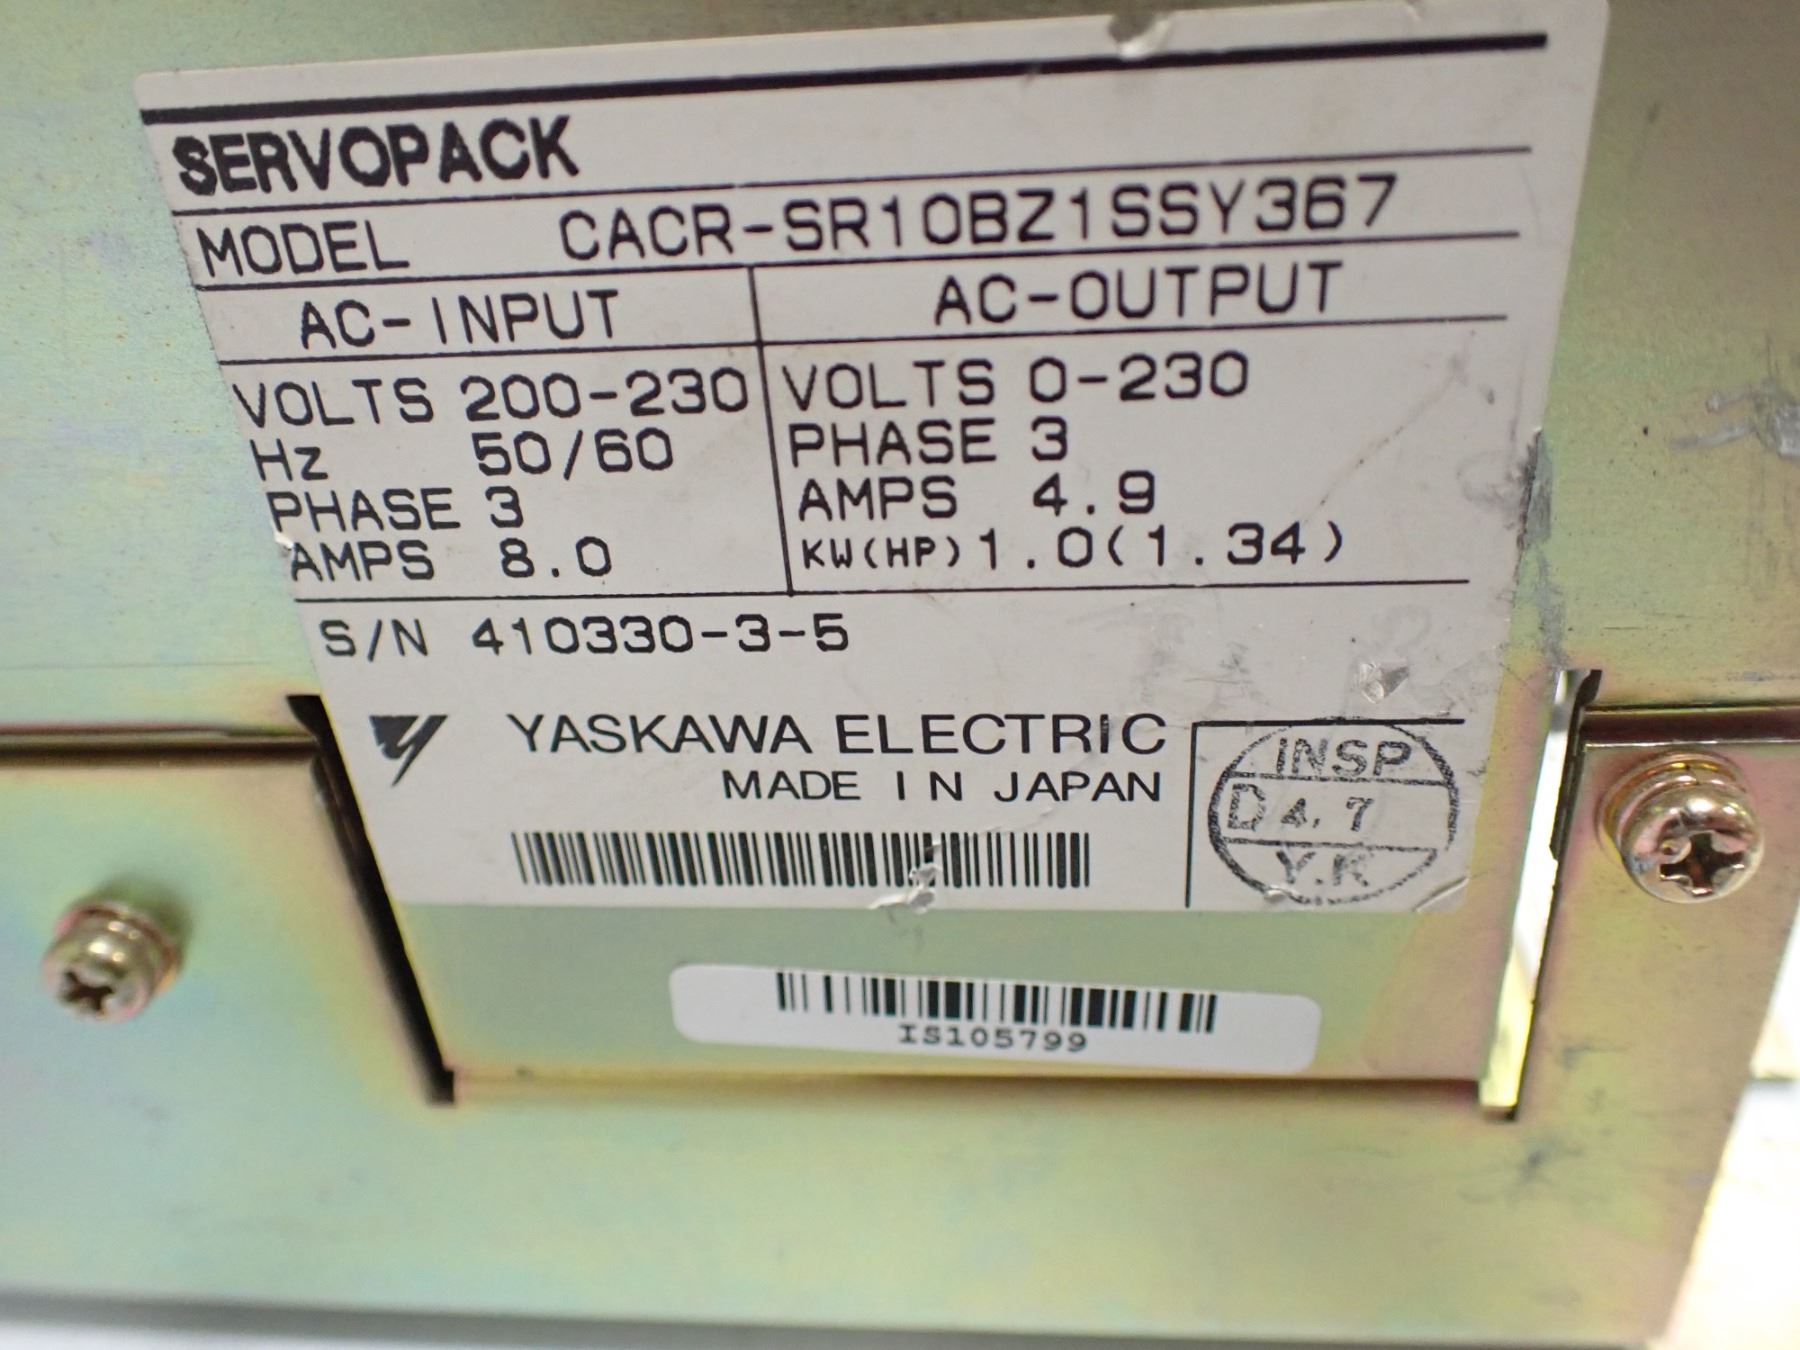 SERVOPACK
MODEL CACR-SR10BZ1SSY367
AC-INPUT AC-OUTPUT
VOLTS 200-230 VOLTS 0-230
Hz 50/60 PHASE 3
PHASE 3 AMPS 4.9
AMPS 8.0 KW(HP) 1.0(1.34)
S/N 410330-3-5
YASKAWA ELECTRIC
MADE IN JAPAN
INSP
D 4. 7
Y.K
IS105799